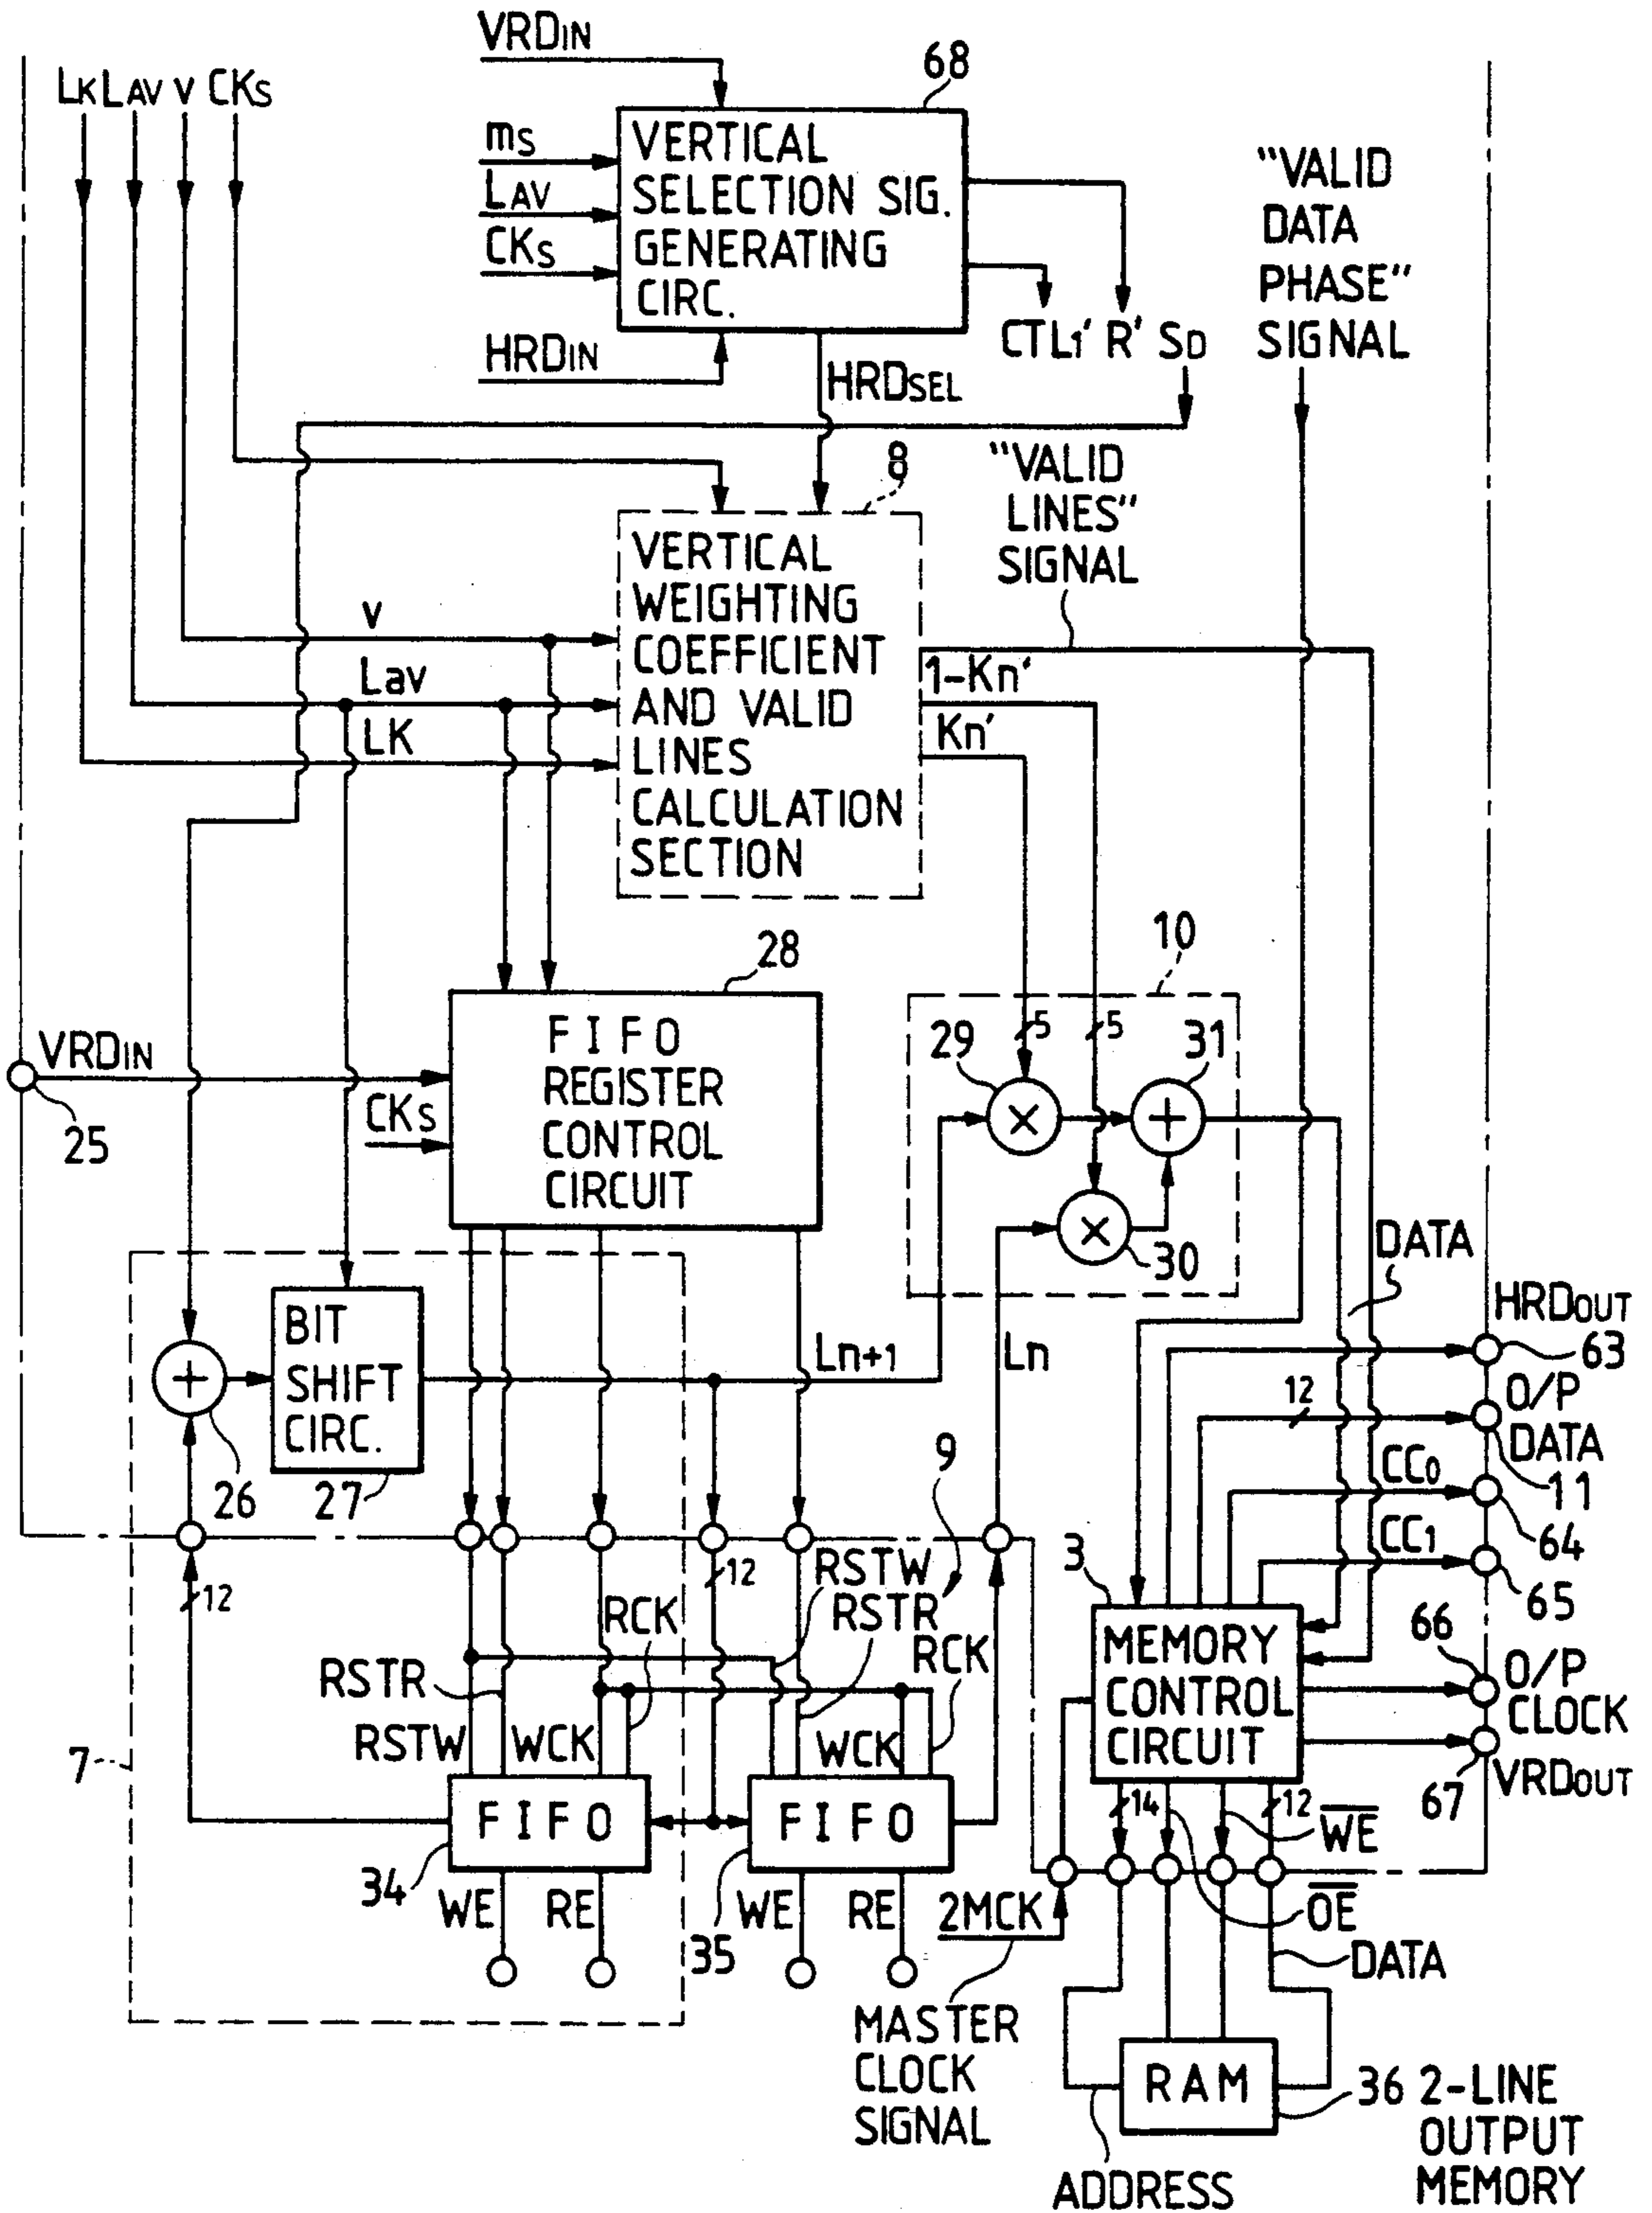 VRDIN
68
LK LAV V CKS
mS
LAV
CKS
HRDIN
VERTICAL
SELECTION SIG.
GENERATING
CIRC.
"VALID
DATA
PHASE"
SIGNAL
CTL1' R' SD
HRDSEL
8
"VALID
LINES"
SIGNAL
VERTICAL
WEIGHTING
COEFFICIENT
AND VALID
LINES
CALCULATION
SECTION
V
Lav
LK
1-Kn'
Kn'
28
10
VRDIN
25
CKS
FIFO
REGISTER
CONTROL
CIRCUIT
29
5
5
31
30
DATA
BIT
SHIFT
CIRC.
26
27
Ln+1
Ln
HRDOUT
63
12
O/P
DATA
11
CC0
64
CC1
65
9
3
12
12
RSTW
RSTR
RCK
RCK
RSTR
RSTW
WCK
WCK
7
MEMORY
CONTROL
CIRCUIT
66
O/P
CLOCK
67
VRDOUT
FIFO
FIFO
34
35
WE
RE
WE
RE
14
12
W̅E̅
O̅E̅
2MCK
DATA
MASTER
CLOCK
SIGNAL
RAM
36 2-LINE
OUTPUT
MEMORY
ADDRESS